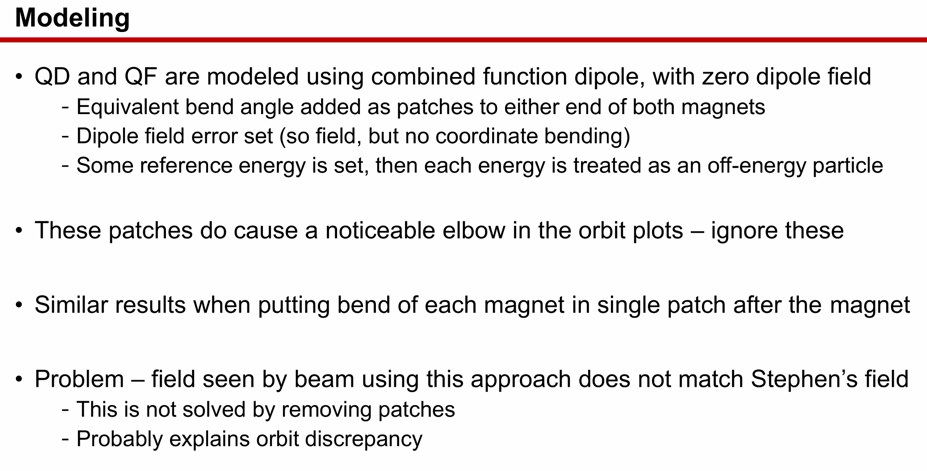 Modeling
• QD and QF are modeled using combined function dipole, with zero dipole field
- Equivalent bend angle added as patches to either end of both magnets
- Dipole field error set (so field, but no coordinate bending)
- Some reference energy is set, then each energy is treated as an off-energy particle
• These patches do cause a noticeable elbow in the orbit plots – ignore these
• Similar results when putting bend of each magnet in single patch after the magnet
• Problem – field seen by beam using this approach does not match Stephen’s field
- This is not solved by removing patches
- Probably explains orbit discrepancy